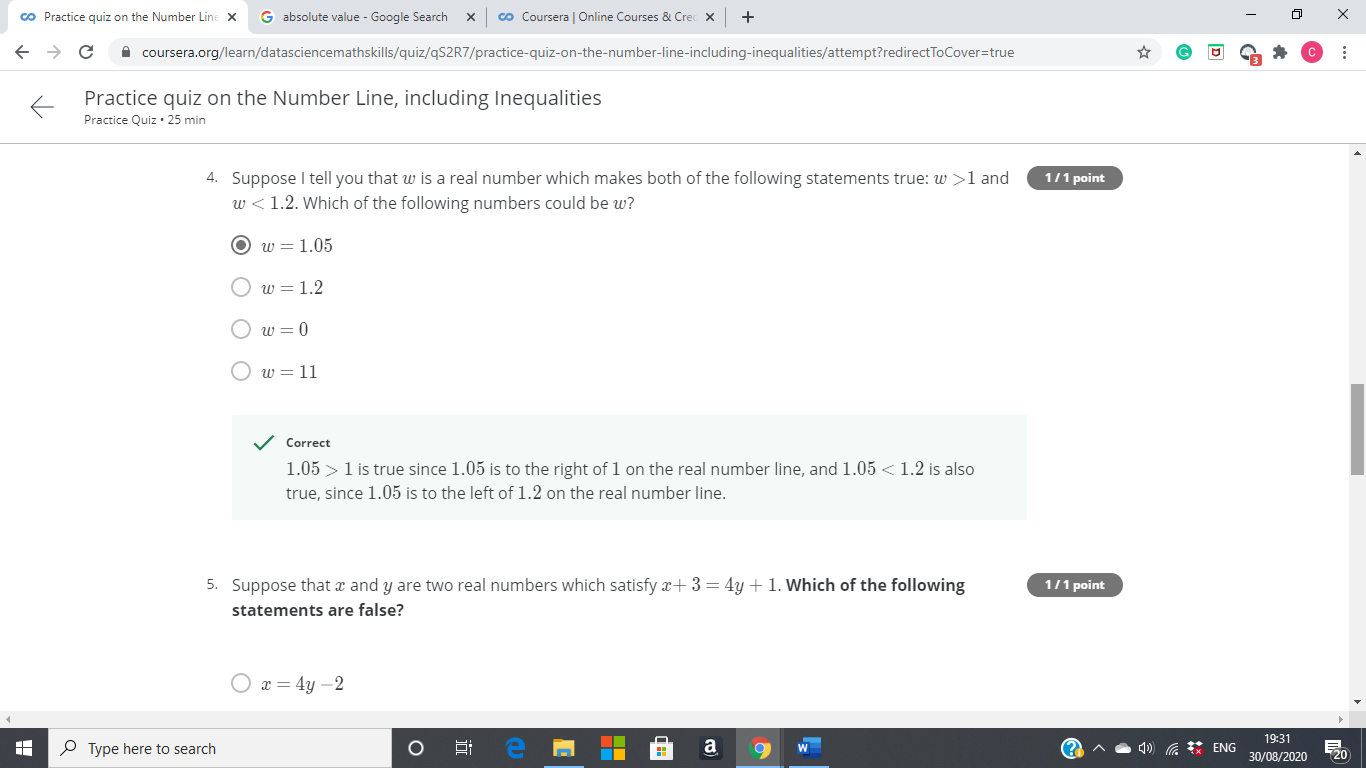 Practice quiz on the Number Line
absolute value - Google Search
Coursera | Online Courses & Cre
coursera.org/learn/datasciencemathskills/quiz/qS2R7/practice-quiz-on-the-number-line-including-inequalities/attempt?redirectToCover=true
G
3
C
Practice quiz on the Number Line, including Inequalities
Practice Quiz • 25 min
4. Suppose I tell you that w is a real number which makes both of the following statements true: w >1 and
w < 1.2. Which of the following numbers could be w?
1 / 1 point
w = 1.05
w = 1.2
w = 0
w = 11
Correct
1.05 > 1 is true since 1.05 is to the right of 1 on the real number line, and 1.05 < 1.2 is also
true, since 1.05 is to the left of 1.2 on the real number line.
5. Suppose that x and y are two real numbers which satisfy x+ 3 = 4y + 1. Which of the following
statements are false?
1 / 1 point
x = 4y −2
Type here to search
ENG
19:31
30/08/2020
20